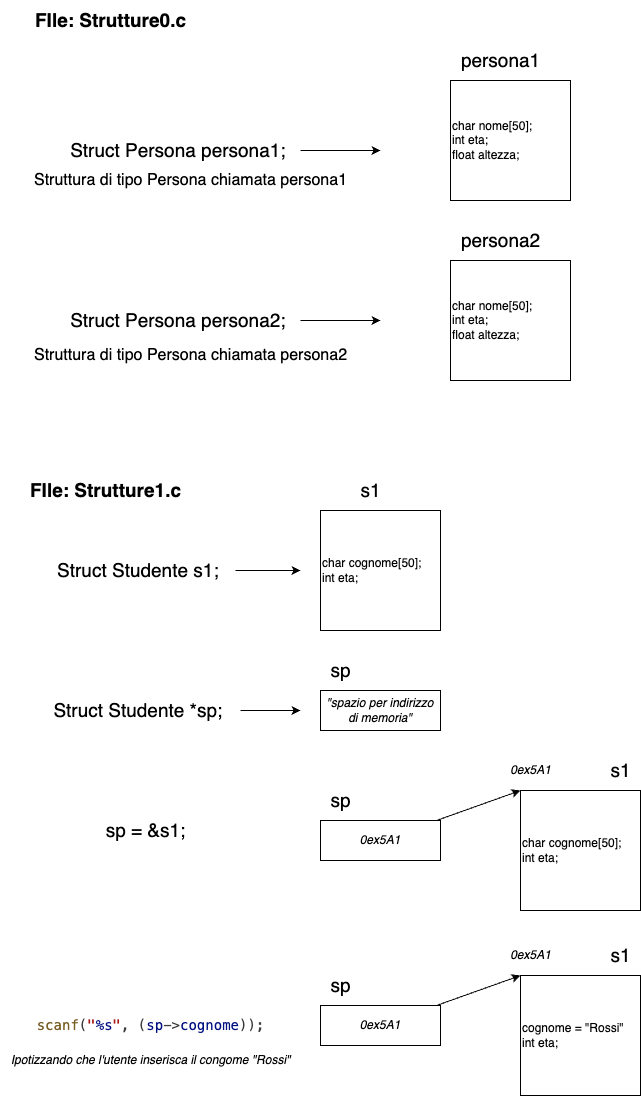 FIle: Strutture0.c
persona1
char nome[50];
int eta;
float altezza;
Struct Persona persona1;
Struttura di tipo Persona chiamata persona1
persona2
char nome[50];
int eta;
float altezza;
Struct Persona persona2;
Struttura di tipo Persona chiamata persona2
FIle: Strutture1.c
s1
char cognome[50];
int eta;
Struct Studente s1;
sp
Struct Studente *sp;
"spazio per indirizzo
di memoria"
0ex5A1
s1
sp
sp = &s1;
0ex5A1
char cognome[50];
int eta;
0ex5A1
s1
sp
scanf("%s", (sp->cognome));
0ex5A1
cognome = "Rossi"
int eta;
Ipotizzando che l'utente inserisca il congome "Rossi"